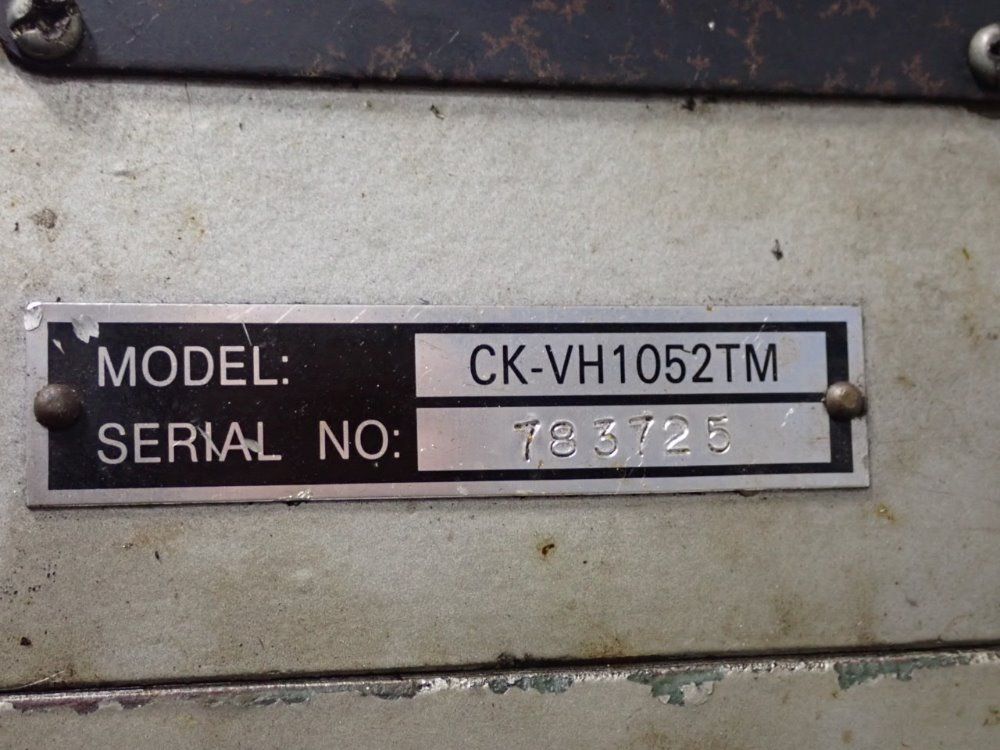 MODEL: CK-VH1052TM
SERIAL NO: 783725